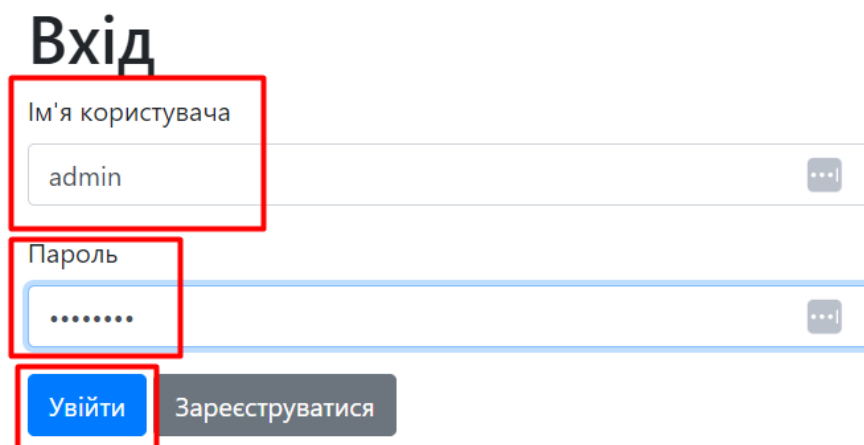 Вхід
Ім'я користувача
admin
Пароль
••••••••
Увійти Зареєструватися